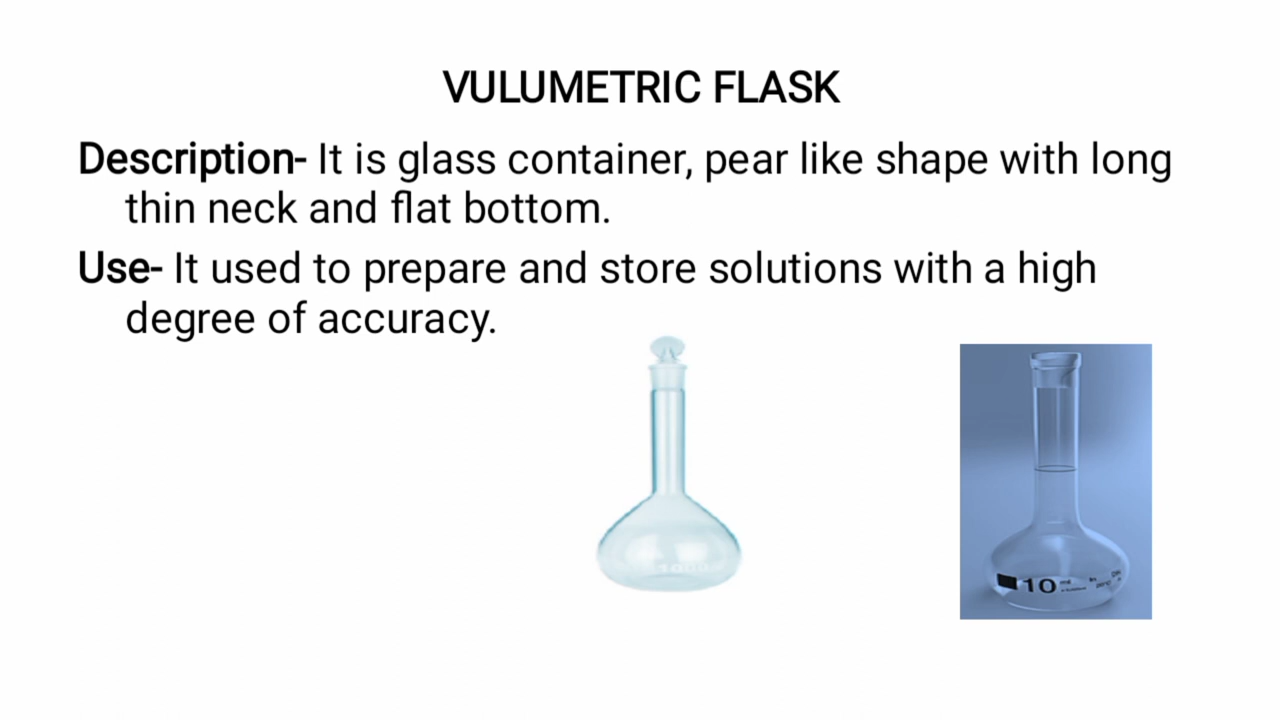 VULUMETRIC FLASK
Description- It is glass container, pear like shape with long
thin neck and flat bottom.
Use- It used to prepare and store solutions with a high
degree of accuracy.
10 ml